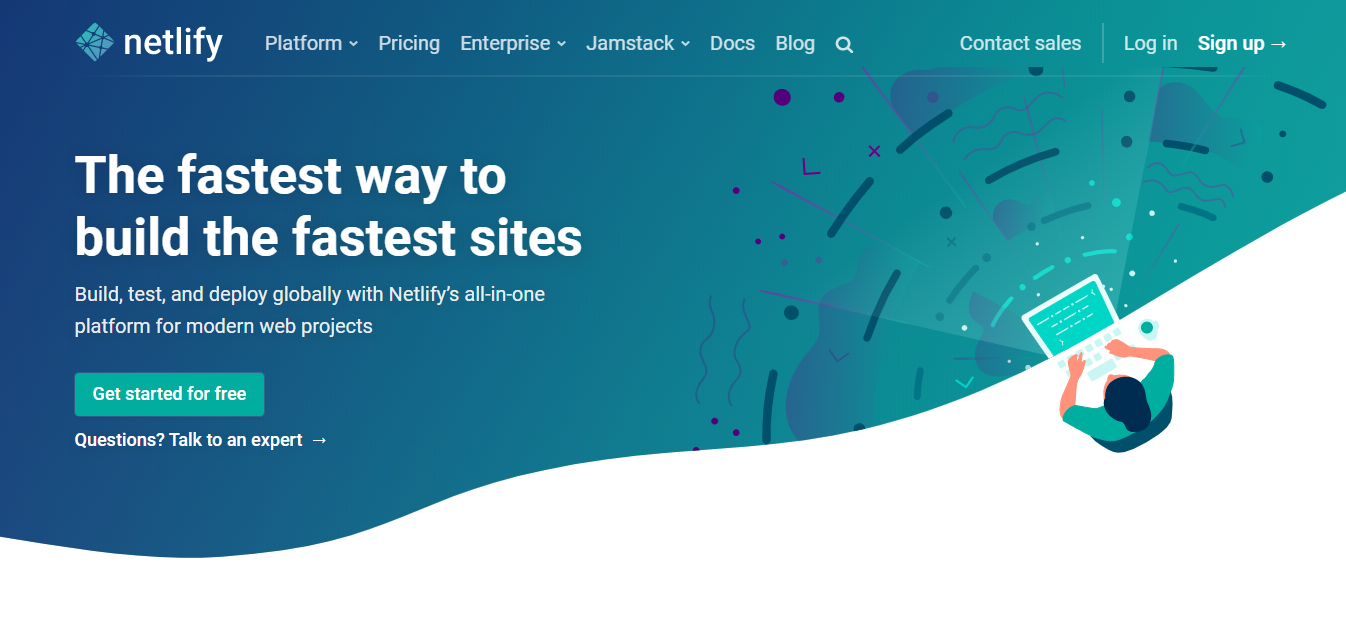 netlify
Platform Pricing Enterprise Jamstack Docs Blog Contact sales Log in Sign up →
The fastest way to
build the fastest sites
Build, test, and deploy globally with Netlify’s all-in-one
platform for modern web projects
Get started for free
Questions? Talk to an expert →